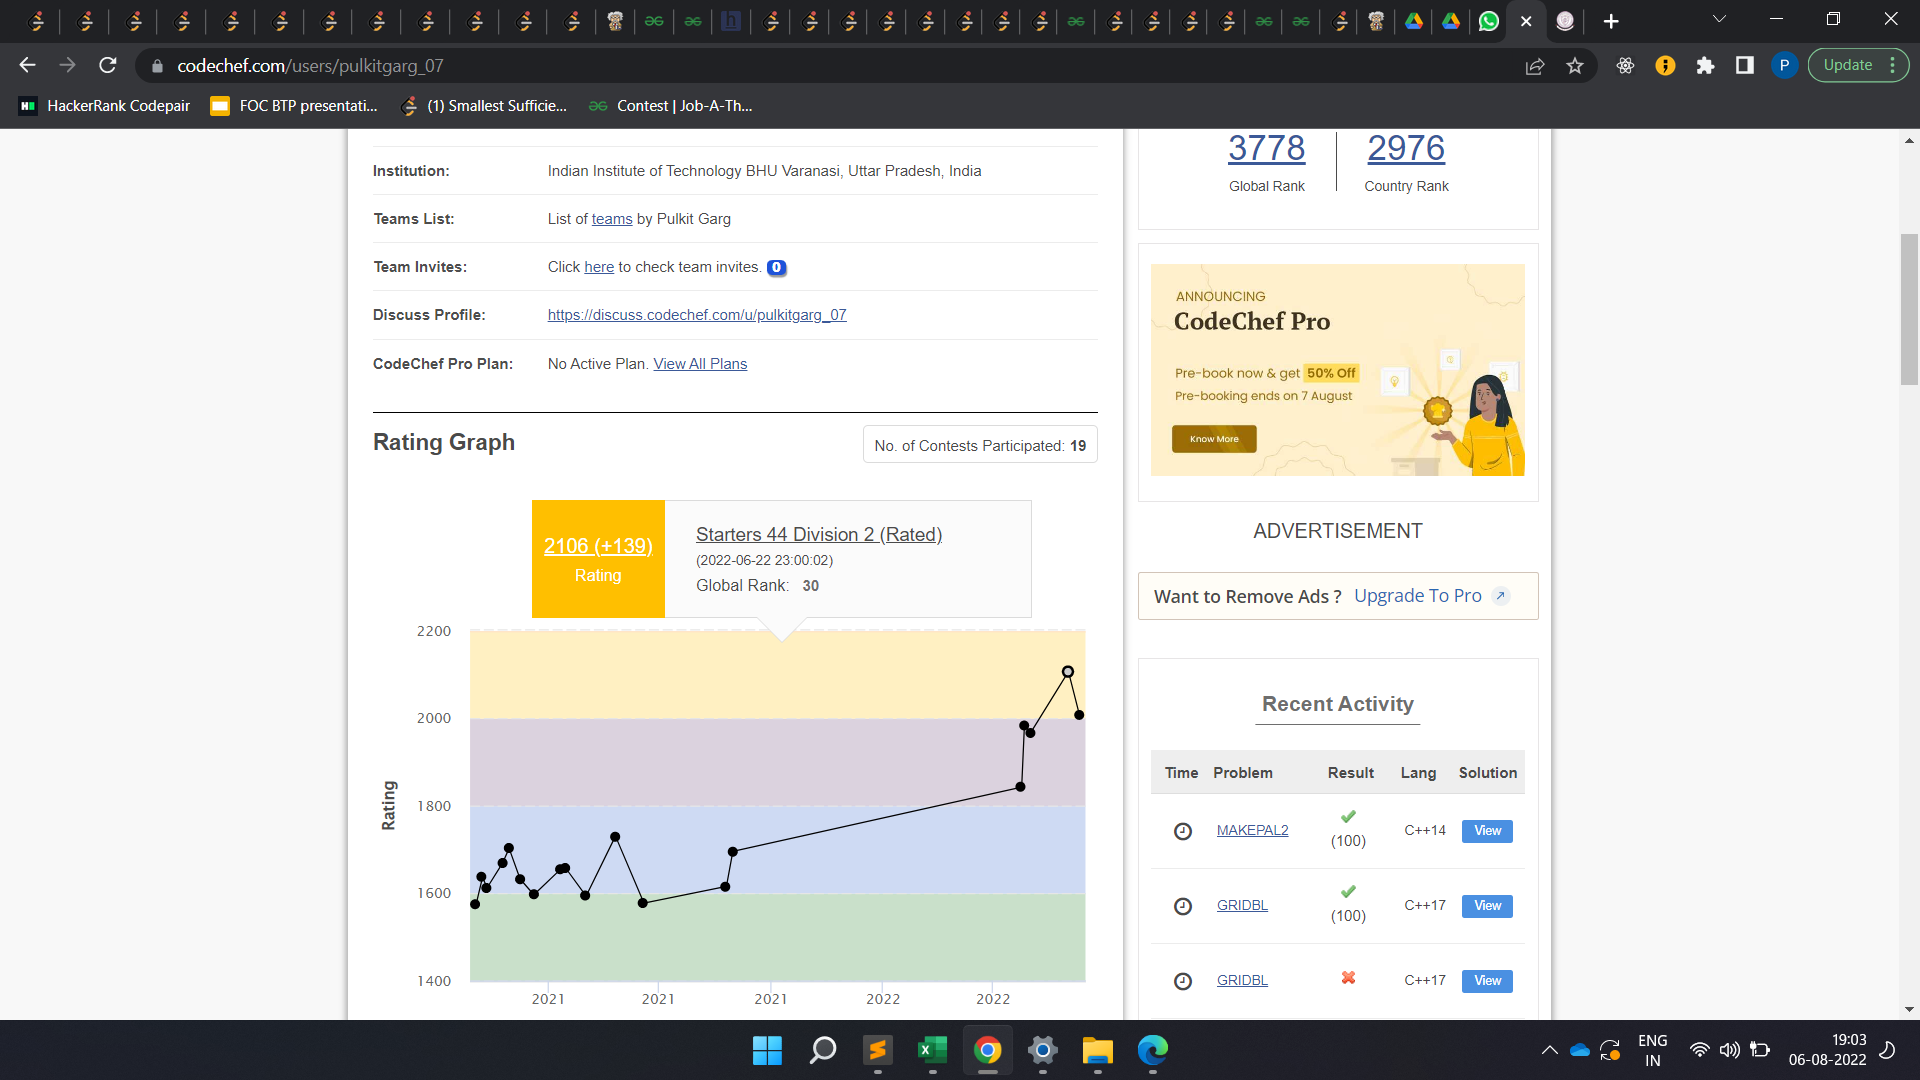 codechef.com/users/pulkitgarg_07
P
Update
HackerRank Codepair
FOC BTP presentati...
(1) Smallest Sufficie...
Contest | Job-A-Th...
Institution: Indian Institute of Technology BHU Varanasi, Uttar Pradesh, India
Teams List: List of teams by Pulkit Garg
Team Invites: Click here to check team invites. 0
Discuss Profile: https://discuss.codechef.com/u/pulkitgarg_07
CodeChef Pro Plan: No Active Plan. View All Plans
Rating Graph
No. of Contests Participated: 19
2106 (+139)
Rating
Starters 44 Division 2 (Rated)
(2022-06-22 23:00:02)
Global Rank: 30
2200
2000
1800
1600
1400
Rating
2021 2021 2021 2022 2022
3778 2976
Global Rank Country Rank
ANNOUNCING
CodeChef Pro
Pre-book now & get 50% Off
Pre-booking ends on 7 August
Know More
ADVERTISEMENT
Want to Remove Ads ? Upgrade To Pro
Recent Activity
Time Problem Result Lang Solution
MAKEPAL2 (100) C++14 View
GRIDBL (100) C++17 View
GRIDBL C++17 View
ENG
IN
19:03
06-08-2022